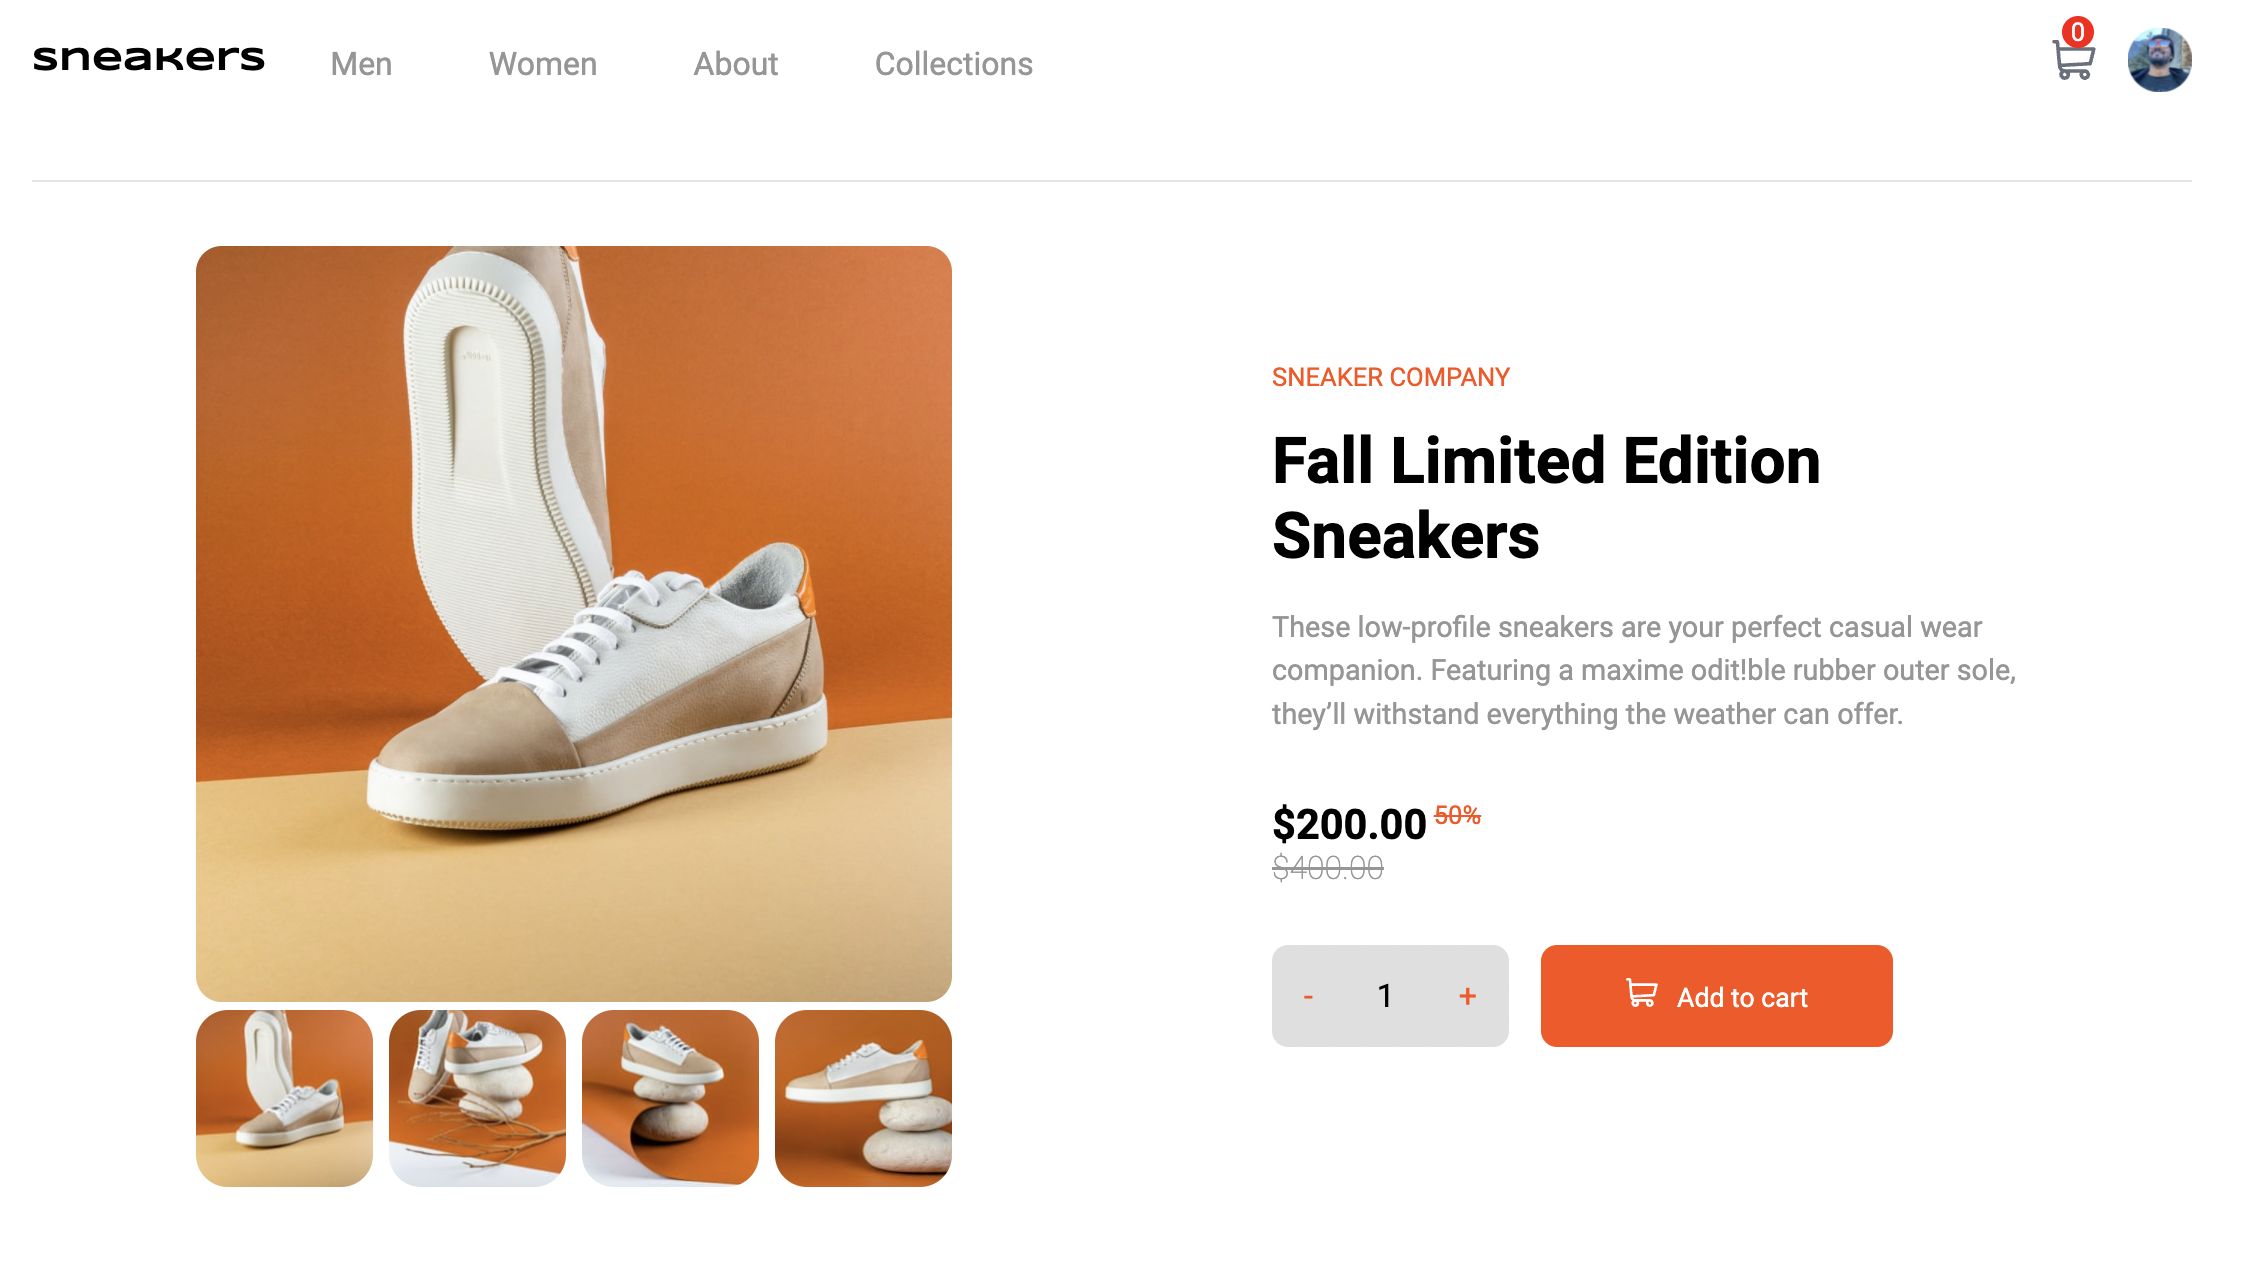 sneakers
Men
Women
About
Collections
0
SNEAKER COMPANY
Fall Limited Edition
Sneakers
These low-profile sneakers are your perfect casual wear
companion. Featuring a maxime odit!ble rubber outer sole,
they’ll withstand everything the weather can offer.
$200.00 50%
$400.00
- 1 +
Add to cart